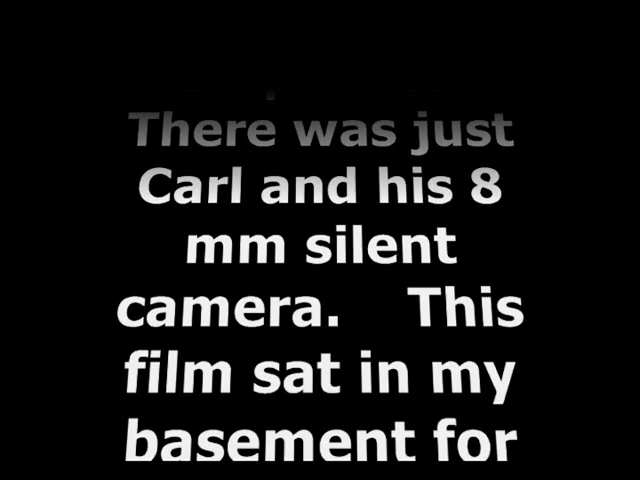 There was just
Carl and his 8
mm silent
camera.    This
film sat in my
basement for